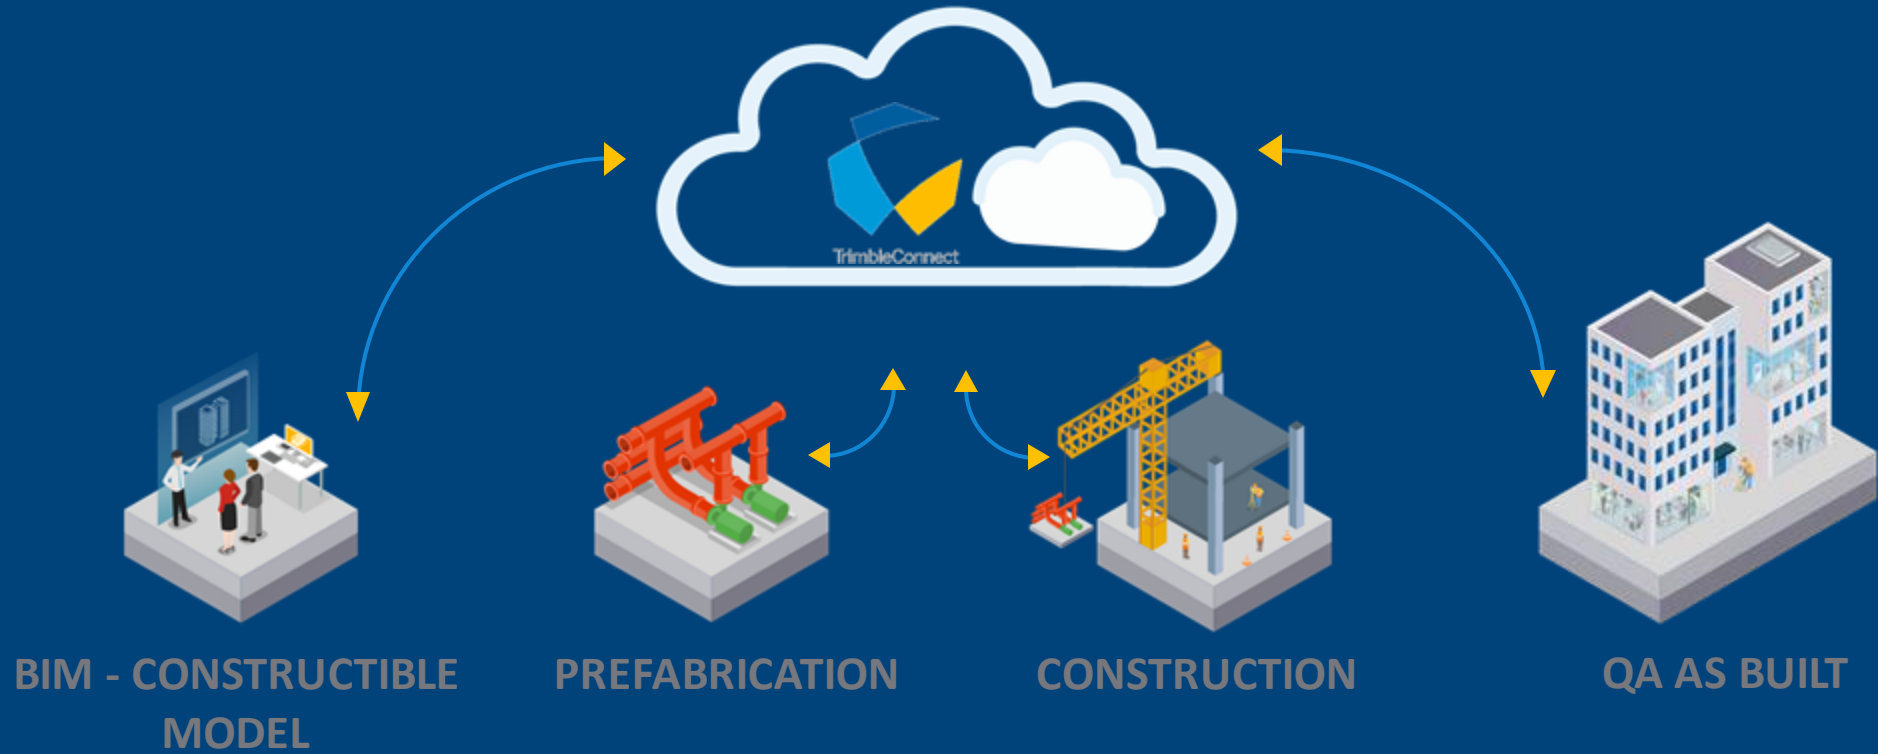 TrimbleConnect
BIM - CONSTRUCTIBLE
MODEL
PREFABRICATION
CONSTRUCTION
QA AS BUILT